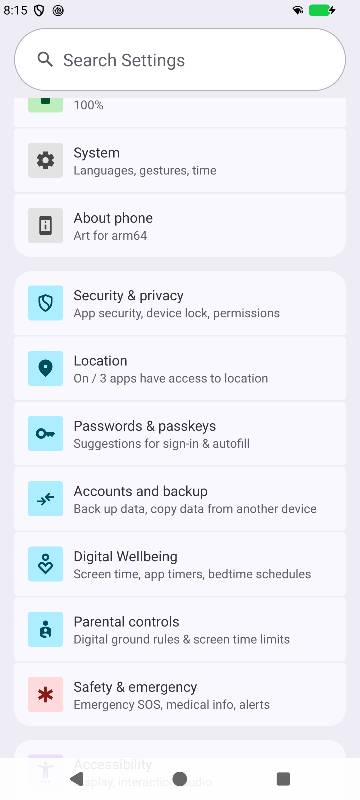 8:15
Search Settings
100%
System
Languages, gestures, time
About phone
Art for arm64
Security & privacy
App security, device lock, permissions
Location
On / 3 apps have access to location
Passwords & passkeys
Suggestions for sign-in & autofill
Accounts and backup
Back up data, copy data from another device
Digital Wellbeing
Screen time, app timers, bedtime schedules
Parental controls
Digital ground rules & screen time limits
Safety & emergency
Emergency SOS, medical info, alerts
Accessibility
Display, interaction, audio